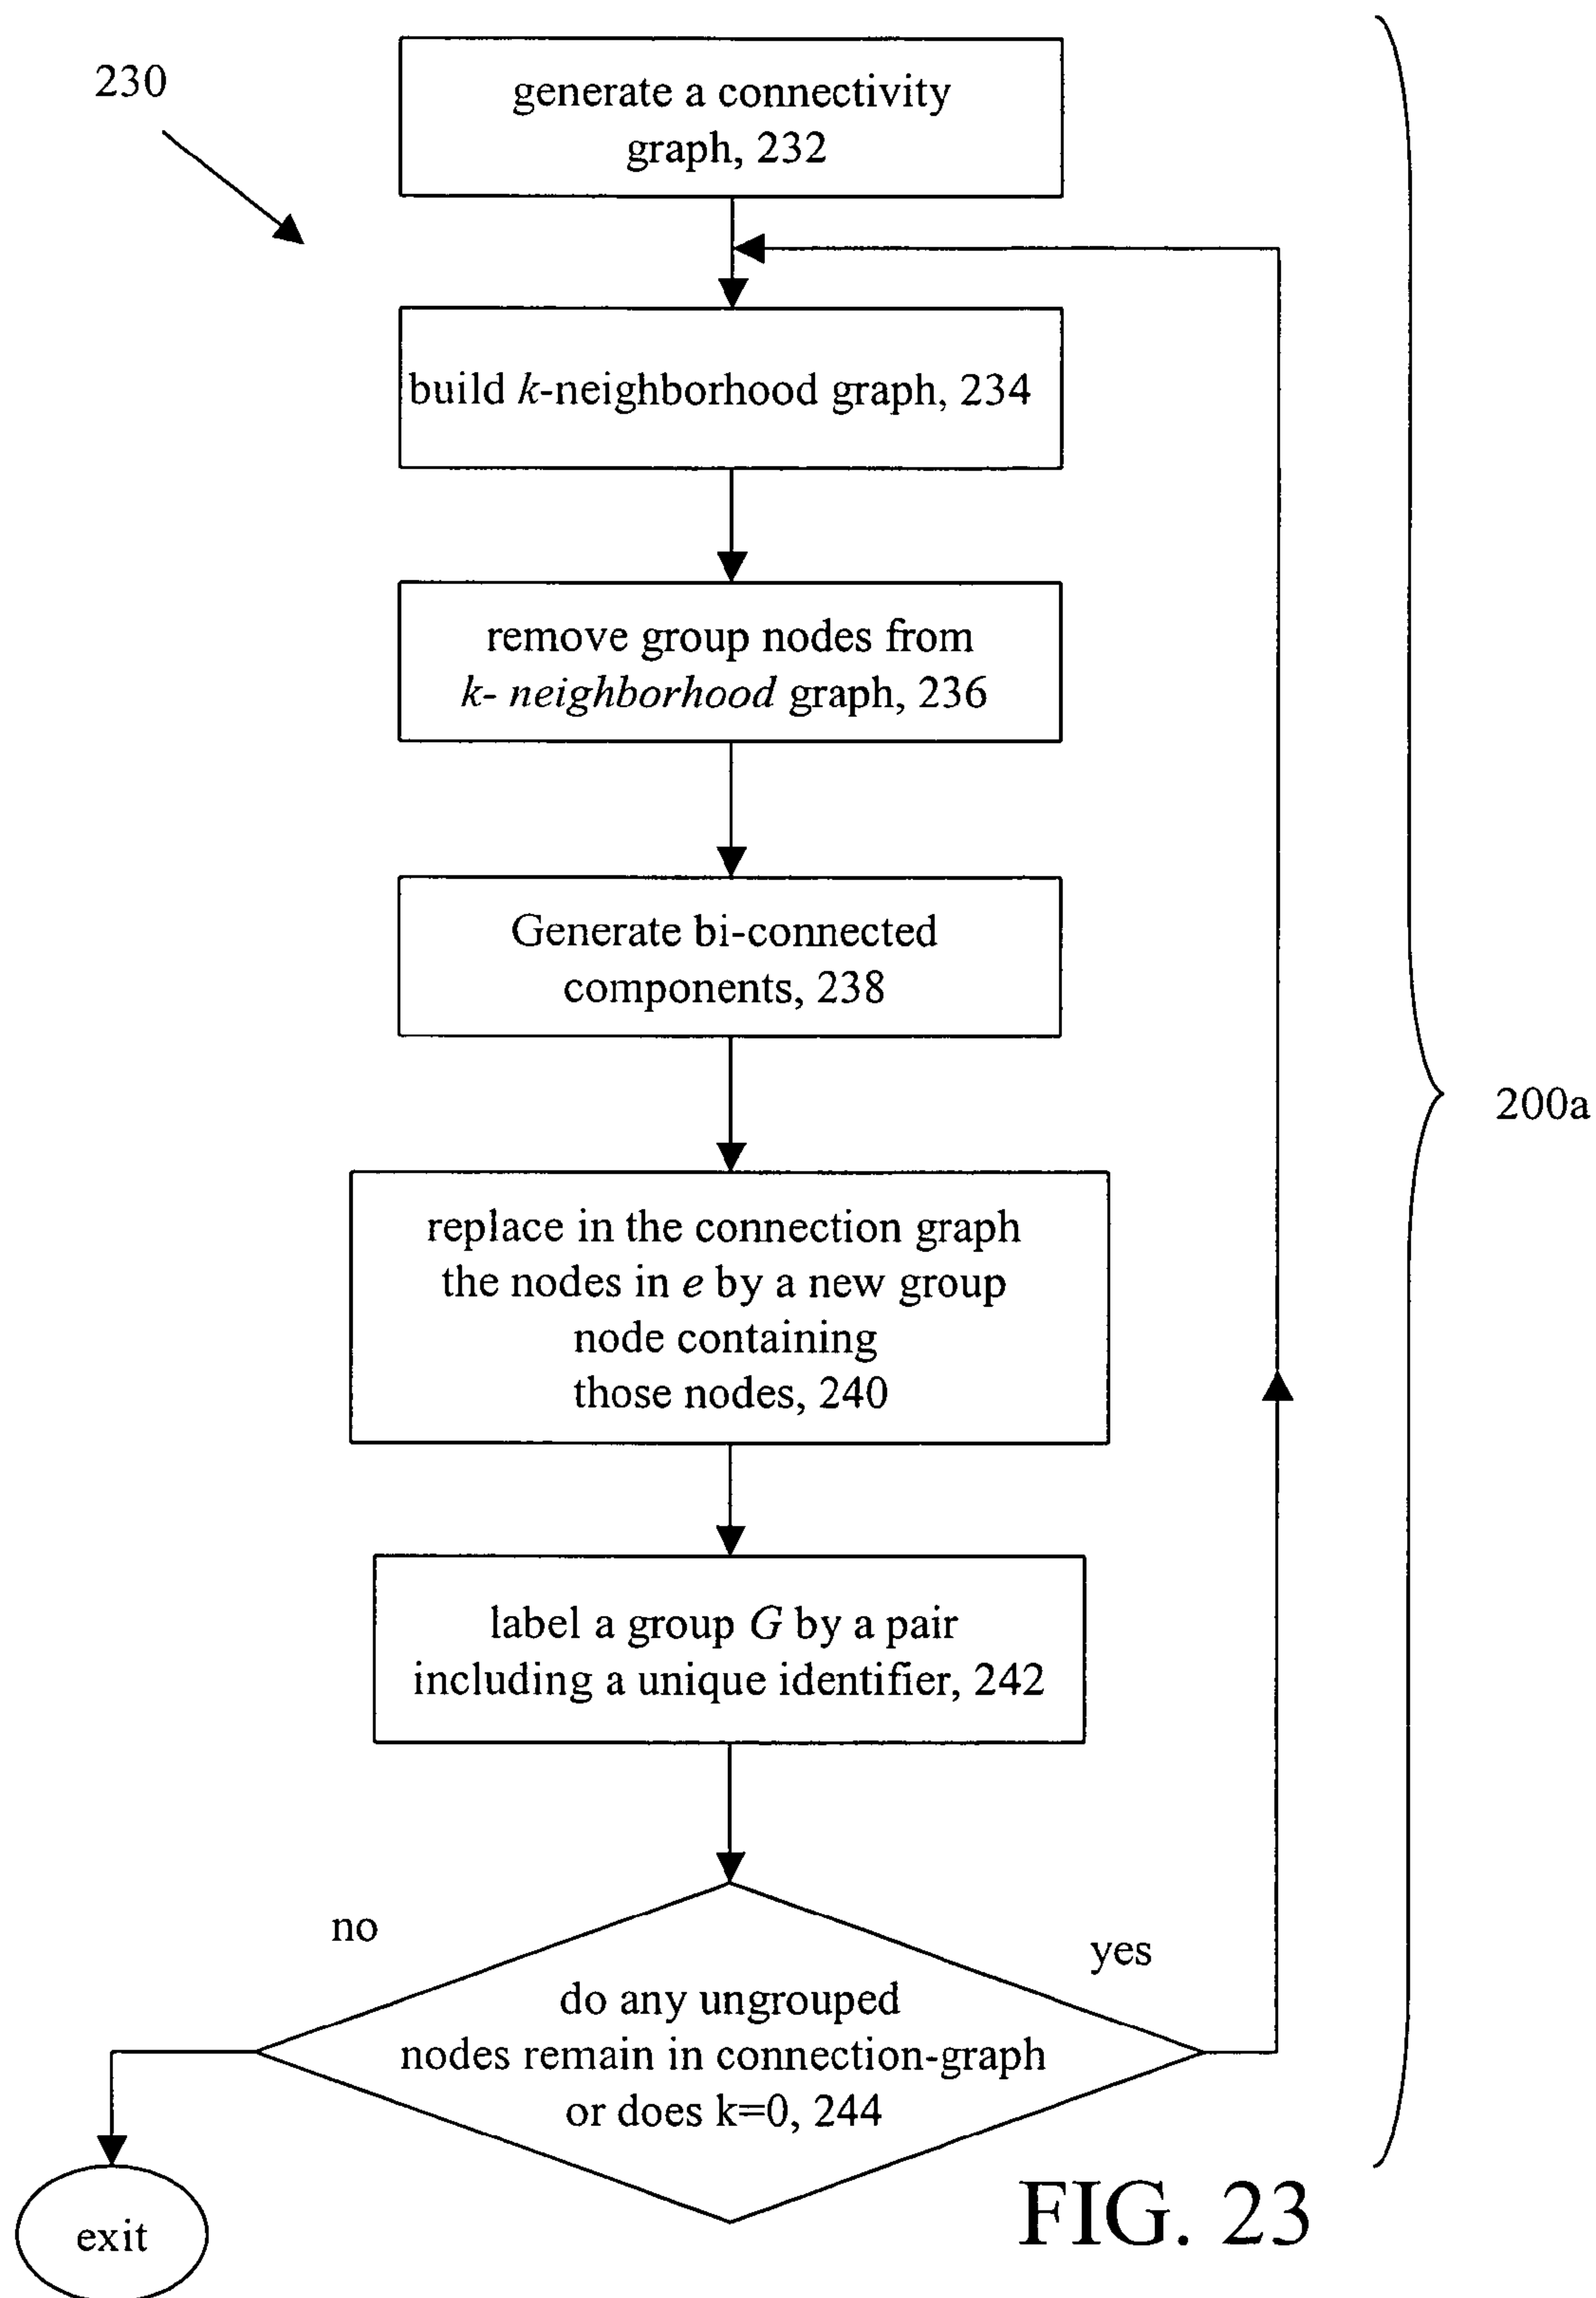 230
generate a connectivity
graph, 232
build k-neighborhood graph, 234
remove group nodes from
k- neighborhood graph, 236
Generate bi-connected
components, 238
200a
replace in the connection graph
the nodes in e by a new group
node containing
those nodes, 240
label a group G by a pair
including a unique identifier, 242
no
yes
do any ungrouped
nodes remain in connection-graph
or does k=0, 244
exit
FIG. 23